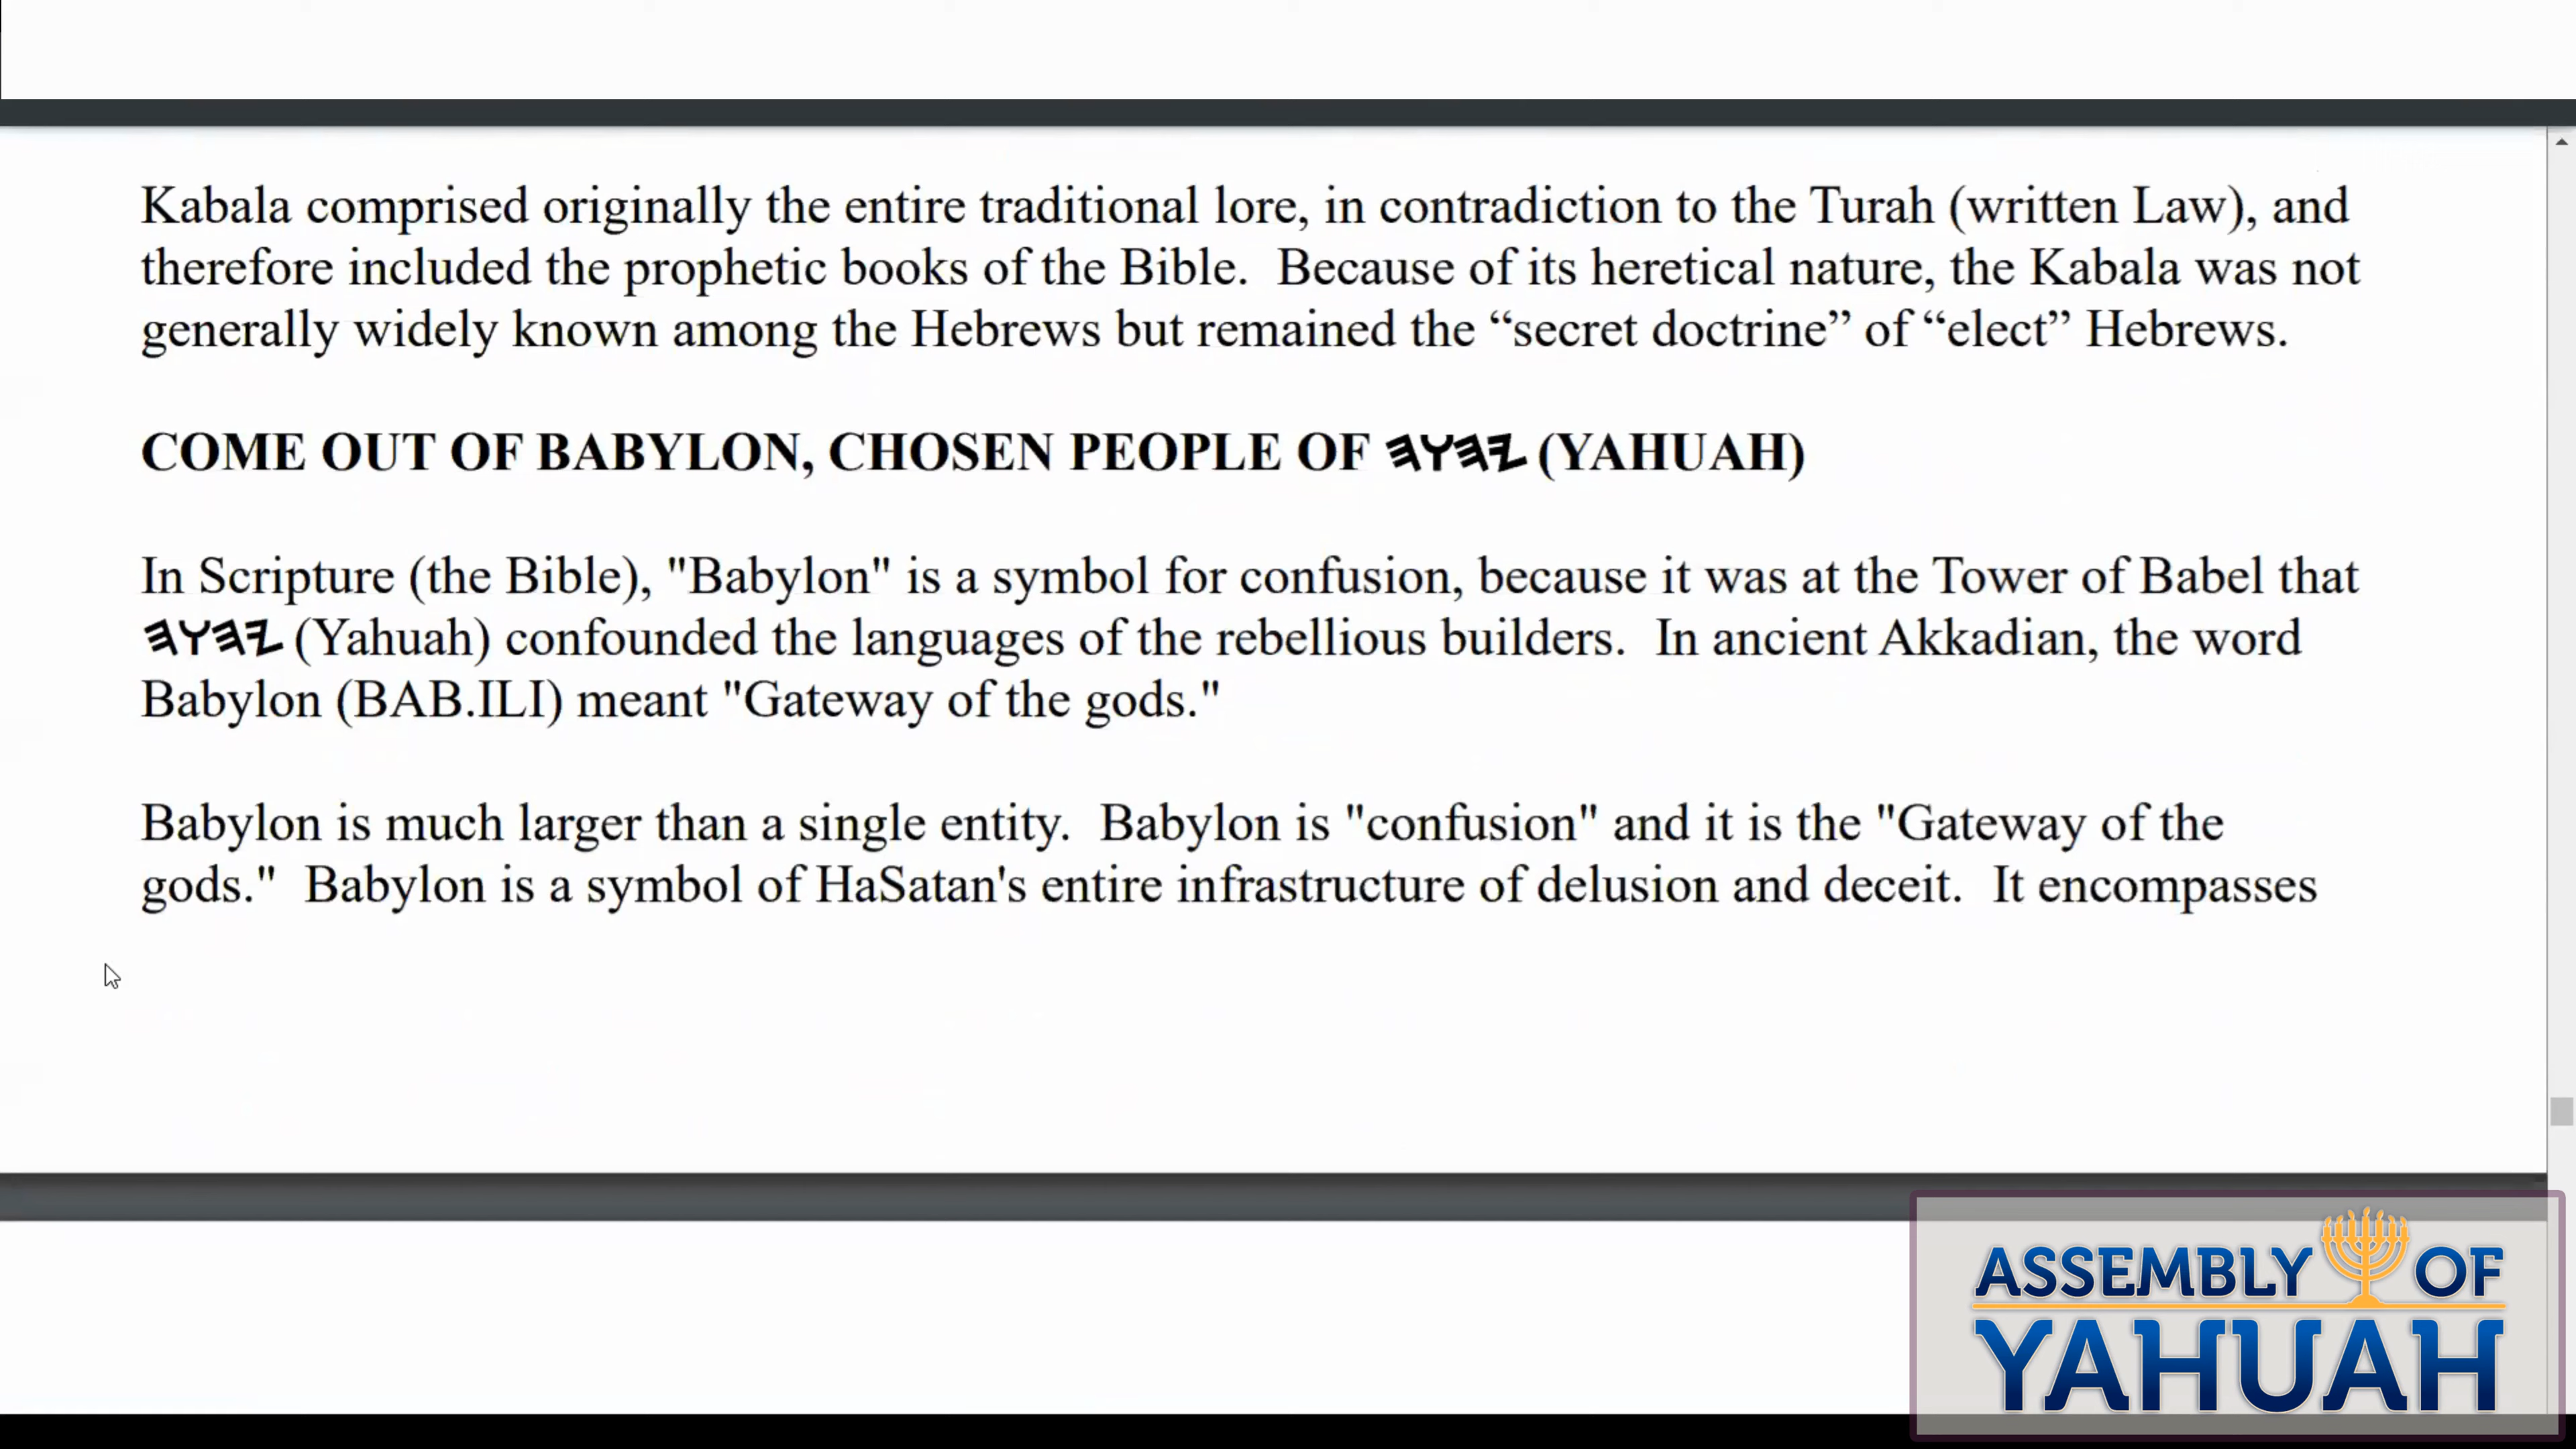 Kabala comprised originally the entire traditional lore, in contradiction to the Turah (written Law), and
therefore included the prophetic books of the Bible.  Because of its heretical nature, the Kabala was not
generally widely known among the Hebrews but remained the “secret doctrine” of “elect” Hebrews.
COME OUT OF BABYLON, CHOSEN PEOPLE OF 𐤉𐤄𐤅𐤄 (YAHUAH)
In Scripture (the Bible), "Babylon" is a symbol for confusion, because it was at the Tower of Babel that
𐤉𐤄𐤅𐤄 (Yahuah) confounded the languages of the rebellious builders.  In ancient Akkadian, the word
Babylon (BAB.ILI) meant "Gateway of the gods."
Babylon is much larger than a single entity.  Babylon is "confusion" and it is the "Gateway of the
gods."  Babylon is a symbol of HaSatan's entire infrastructure of delusion and deceit.  It encompasses
ASSEMBLY OF
YAHUAH